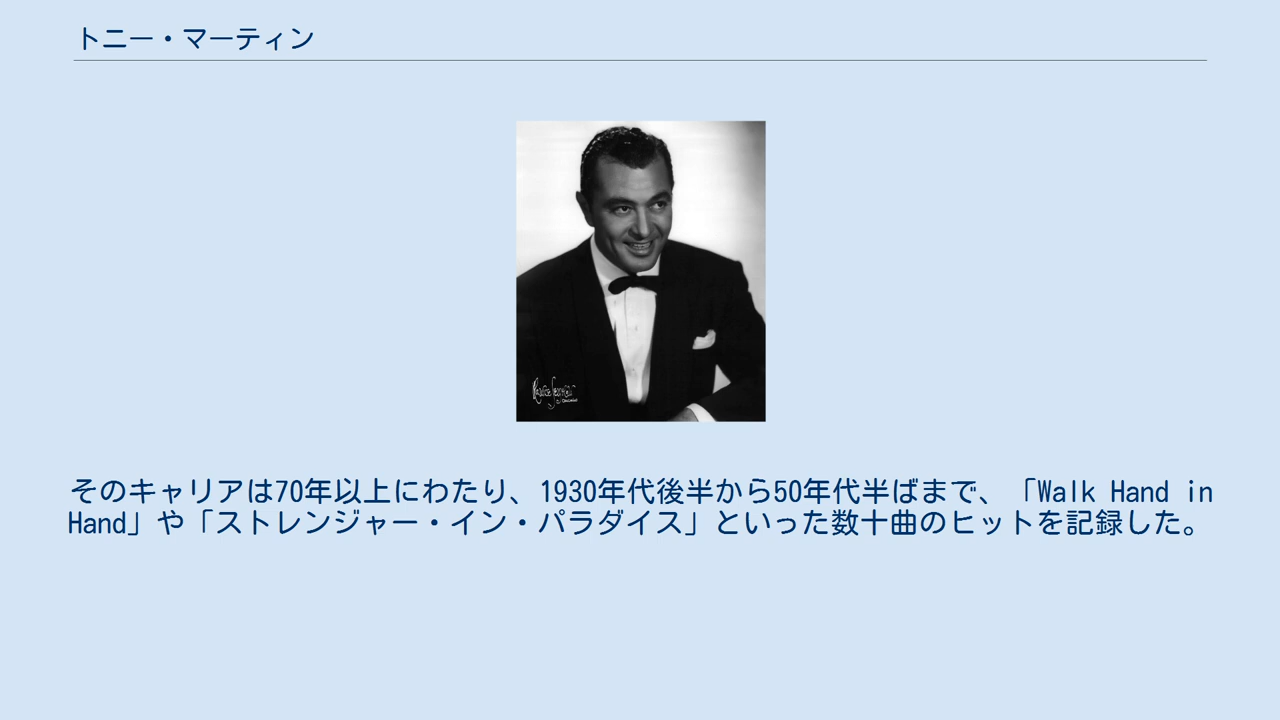 トニー・マーティン
そのキャリアは70年以上にわたり、1930年代後半から50年代半ばまで、「Walk Hand in
Hand」や「ストレンジャー・イン・パラダイス」といった数十曲のヒットを記録した。